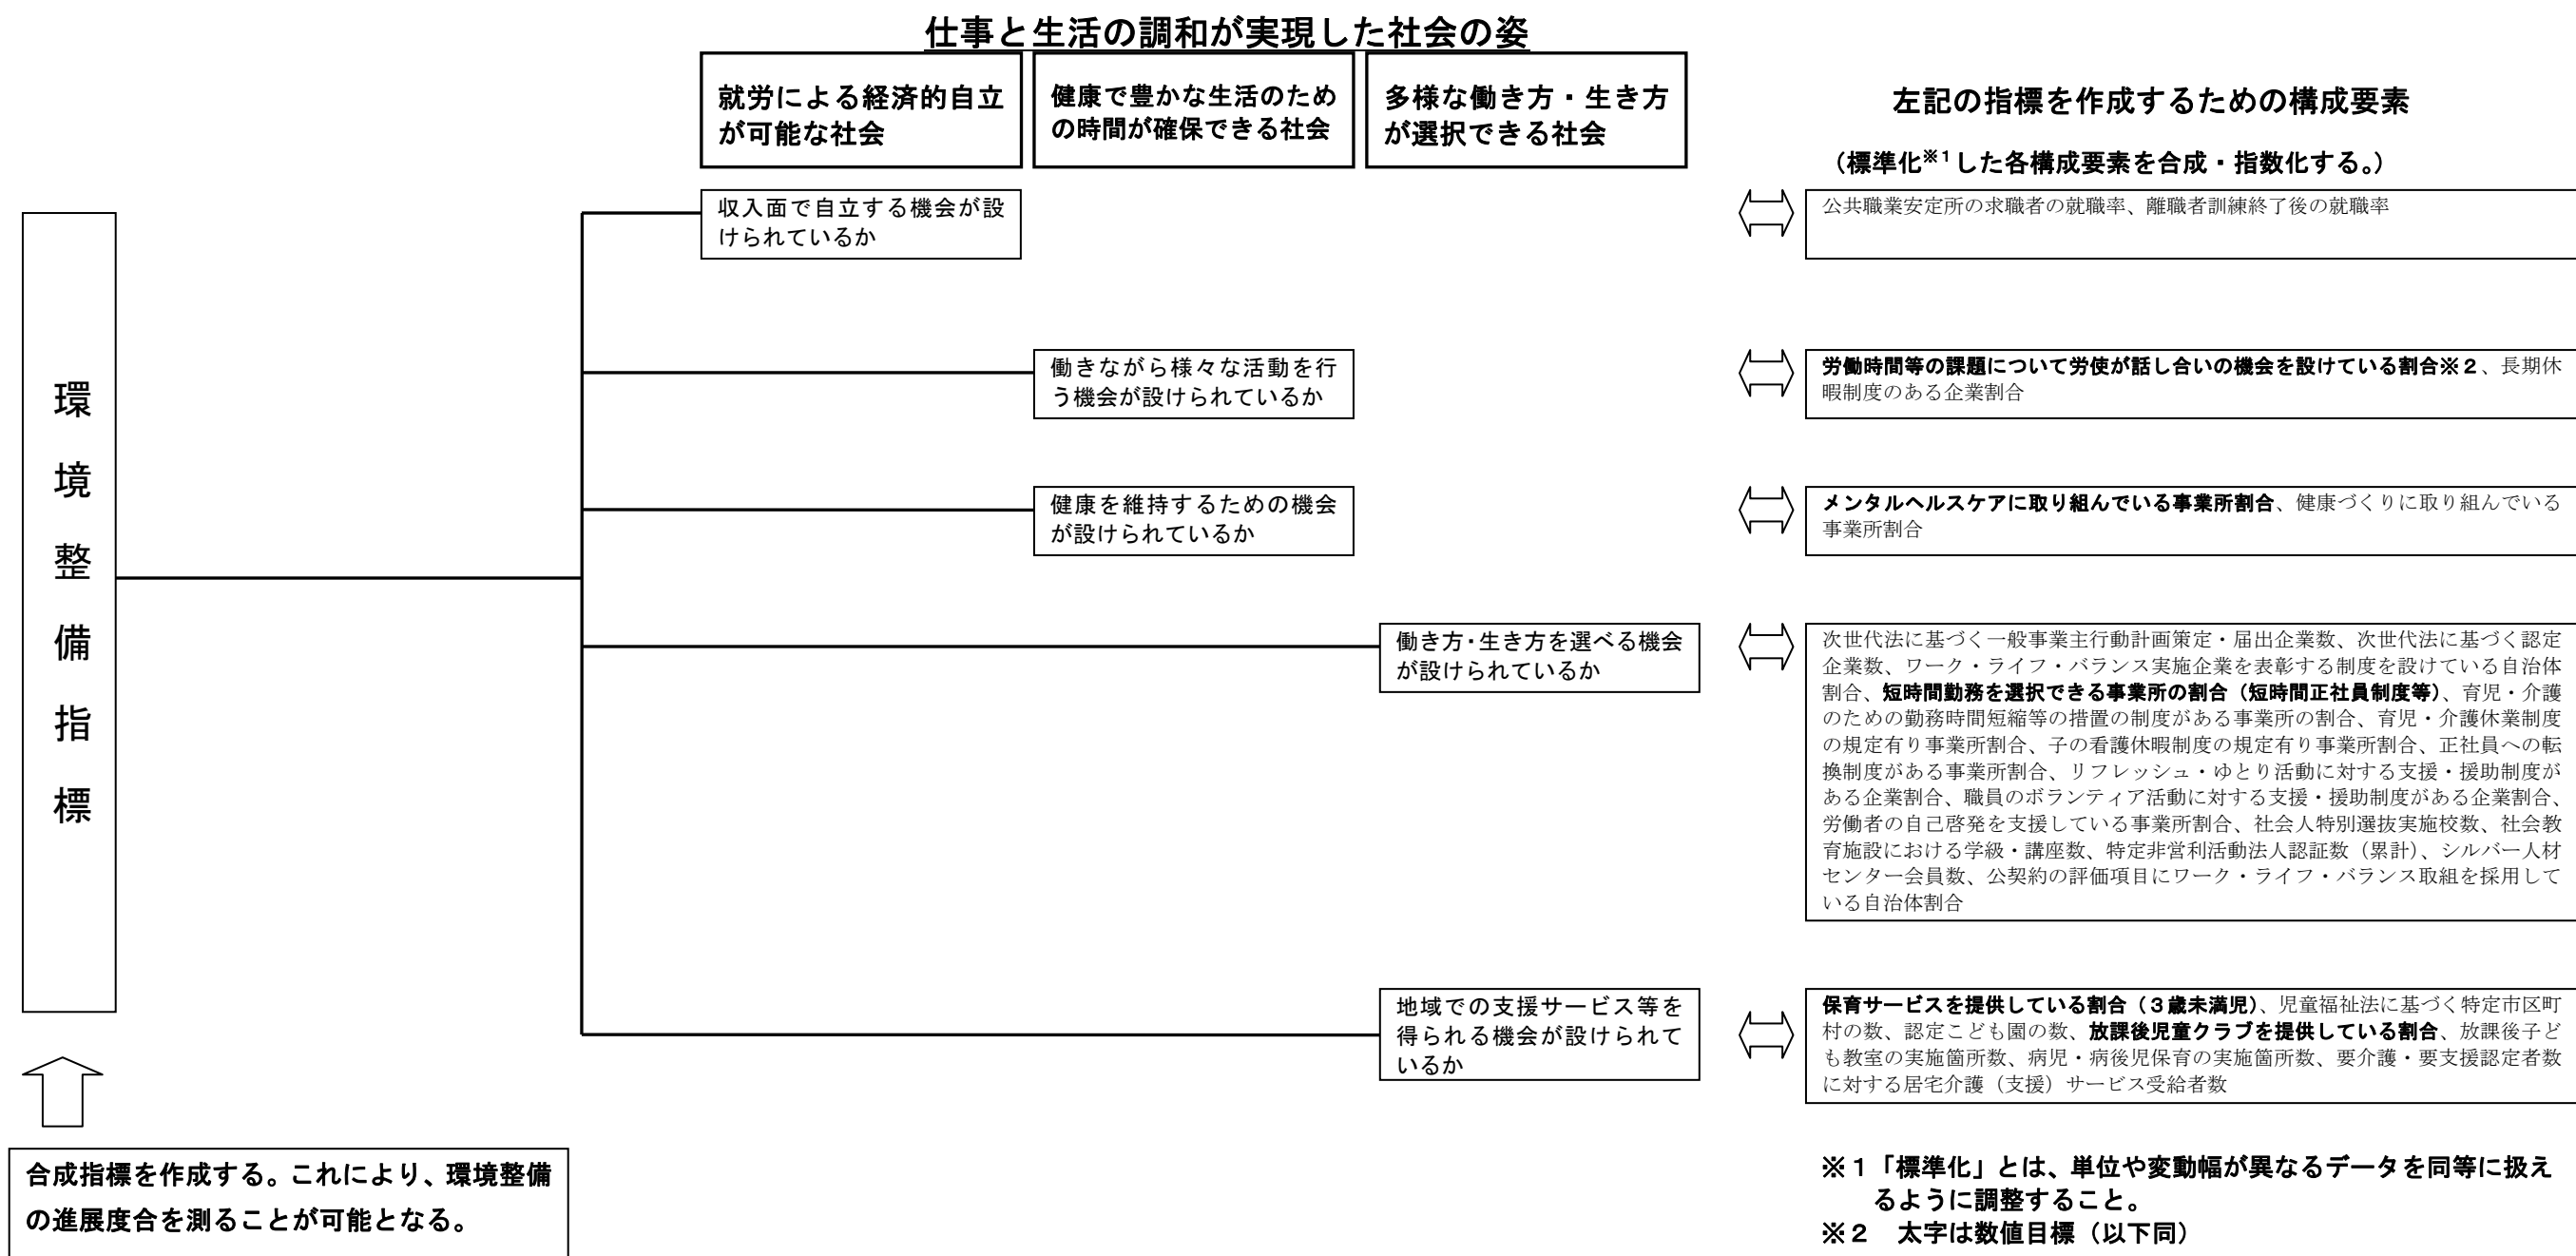 仕事と生活の調和が実現した社会の姿
就労による経済的自立
が可能な社会
健康で豊かな生活のため
の時間が確保できる社会
多様な働き方・生き方
が選択できる社会
左記の指標を作成するための構成要素
（標準化※１した各構成要素を合成・指数化する。）
環境整備指標
収入面で自立する機会が設
けられているか
公共職業安定所の求職者の就職率、離職者訓練終了後の就職率
働きながら様々な活動を行
う機会が設けられているか
労働時間等の課題について労使が話し合いの機会を設けている割合※２、長期休
暇制度のある企業割合
健康を維持するための機会
が設けられているか
メンタルヘルスケアに取り組んでいる事業所割合、健康づくりに取り組んでいる
事業所割合
働き方・生き方を選べる機会
が設けられているか
次世代法に基づく一般事業主行動計画策定・届出企業数、次世代法に基づく認定
企業数、ワーク・ライフ・バランス実施企業を表彰する制度を設けている自治体
割合、短時間勤務を選択できる事業所の割合（短時間正社員制度等）、育児・介護
のための勤務時間短縮等の措置の制度がある事業所の割合、育児・介護休業制度
の規定有り事業所割合、子の看護休暇制度の規定有り事業所割合、正社員への転
換制度がある事業所割合、リフレッシュ・ゆとり活動に対する支援・援助制度が
ある企業割合、職員のボランティア活動に対する支援・援助制度がある企業割合、
労働者の自己啓発を支援している事業所割合、社会人特別選抜実施校数、社会教
育施設における学級・講座数、特定非営利活動法人認証数（累計）、シルバー人材
センター会員数、公契約の評価項目にワーク・ライフ・バランス取組を採用して
いる自治体割合
地域での支援サービス等を
得られる機会が設けられて
いるか
保育サービスを提供している割合（３歳未満児）、児童福祉法に基づく特定市区町
村の数、認定こども園の数、放課後児童クラブを提供している割合、放課後子ど
も教室の実施箇所数、病児・病後児保育の実施箇所数、要介護・要支援認定者数
に対する居宅介護（支援）サービス受給者数
合成指標を作成する。これにより、環境整備
の進展度合を測ることが可能となる。
※１「標準化」とは、単位や変動幅が異なるデータを同等に扱え
るように調整すること。
※２　太字は数値目標（以下同）